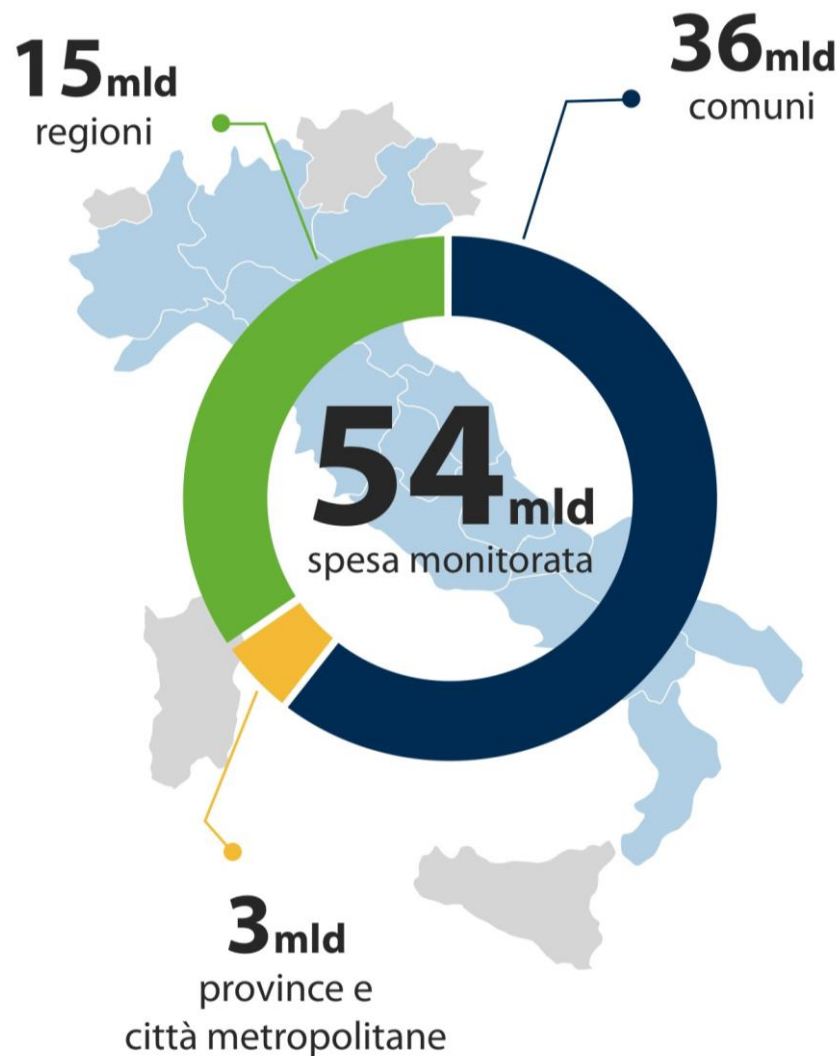 15mld
regioni
36mld
comuni
54mld
spesa monitorata
3mld
province e
città metropolitane